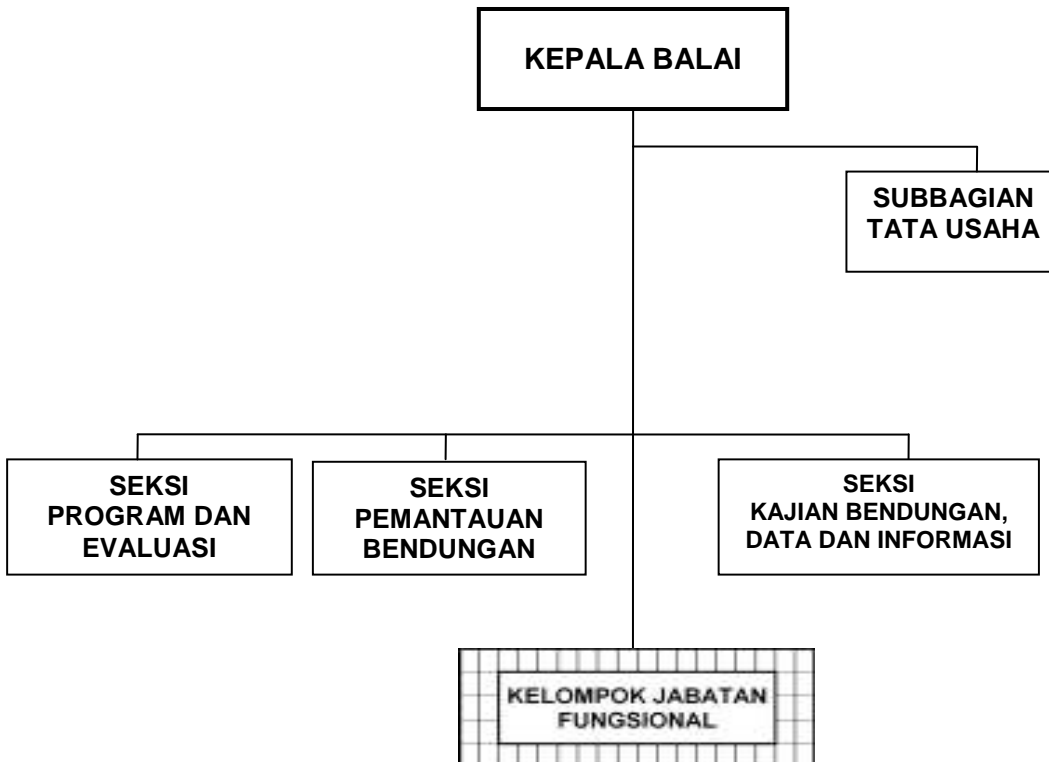 KEPALA BALAI
SUBBAGIAN
TATA USAHA
SEKSI
PROGRAM DAN
EVALUASI
SEKSI
PEMANTAUAN
BENDUNGAN
SEKSI
KAJIAN BENDUNGAN,
DATA DAN INFORMASI
KELOMPOK JABATAN
FUNGSIONAL